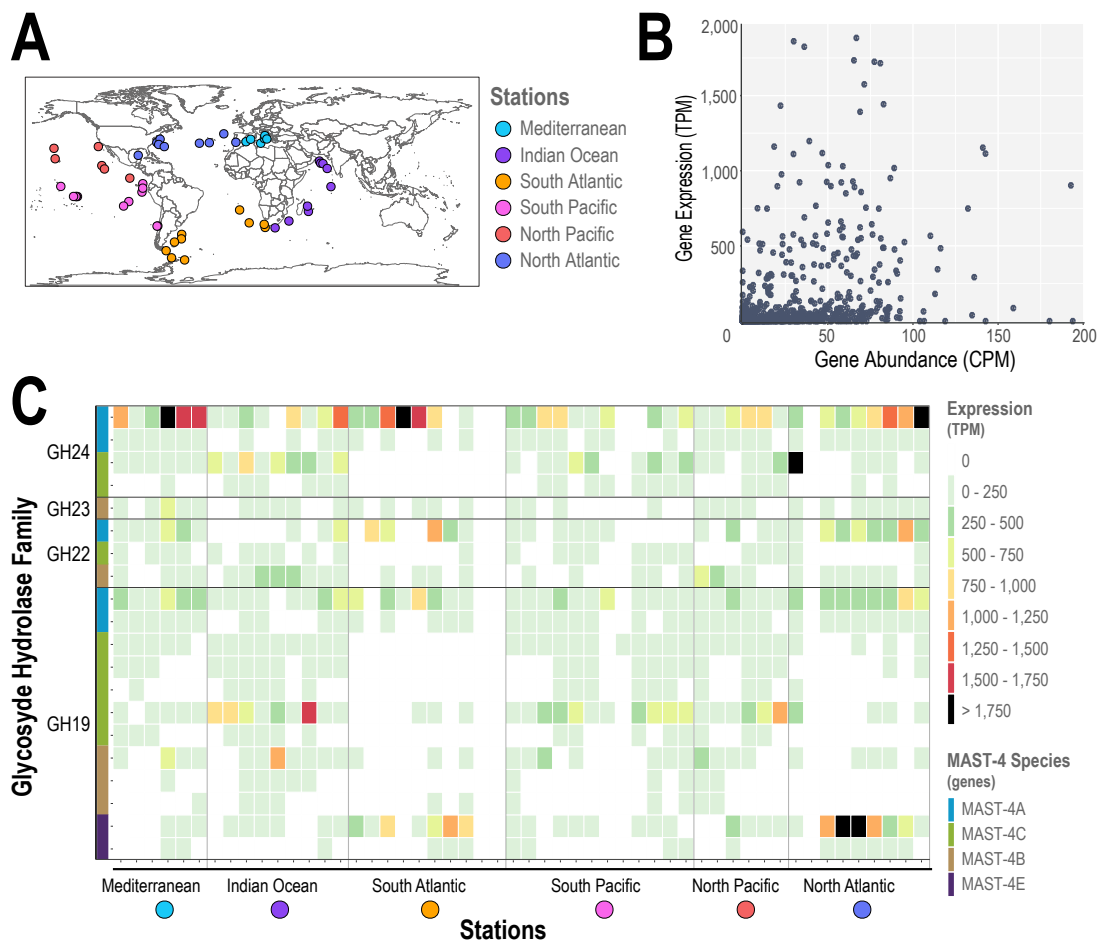 A
Stations
Mediterranean
Indian Ocean
South Atlantic
South Pacific
North Pacific
North Atlantic
B
Gene Expression (TPM)
2,000
1,500
1,000
500
0
50
100
150
200
Gene Abundance (CPM)
C
Glycosyde Hydrolase Family
GH24
GH23
GH22
GH19
Expression
(TPM)
0
0 - 250
250 - 500
500 - 750
750 - 1,000
1,000 - 1,250
1,250 - 1,500
1,500 - 1,750
> 1,750
MAST-4 Species
(genes)
MAST-4A
MAST-4C
MAST-4B
MAST-4E
Mediterranean
Indian Ocean
South Atlantic
South Pacific
North Pacific
North Atlantic
Stations